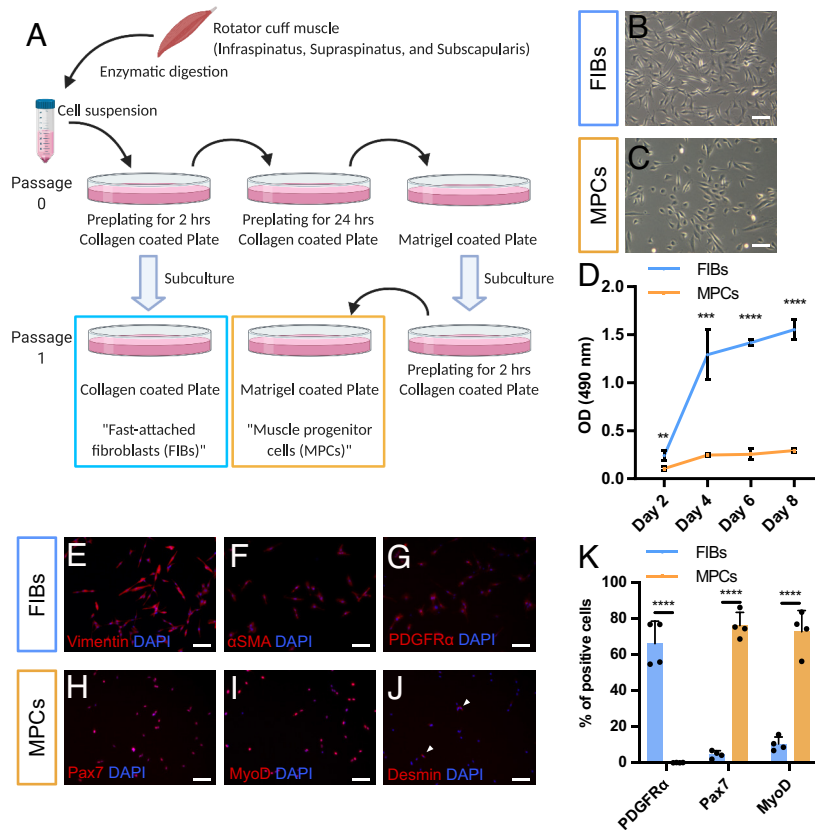 A
Rotator cuff muscle
(Infraspinatus, Supraspinatus, and Subscapularis)
Enzymatic digestion
Cell suspension
Passage
0
Preplating for 2 hrs
Collagen coated Plate
Preplating for 24 hrs
Collagen coated Plate
Matrigel coated Plate
Subculture
Subculture
Passage
1
Collagen coated Plate
"Fast-attached
fibroblasts (FIBs)"
Matrigel coated Plate
"Muscle progenitor
cells (MPCs)"
Preplating for 2 hrs
Collagen coated Plate
FIBs
B
MPCs
C
D
FIBs
MPCs
OD (490 nm)
2.0
1.5
1.0
0.5
0.0
**
***
****
****
Day 2
Day 4
Day 6
Day 8
FIBs
E
Vimentin DAPI
F
αSMA DAPI
G
PDGFRα DAPI
MPCs
H
Pax7 DAPI
I
MyoD DAPI
J
Desmin DAPI
K
FIBs
MPCs
% of positive cells
100
80
60
40
20
0
****
****
****
PDGFRα
Pax7
MyoD